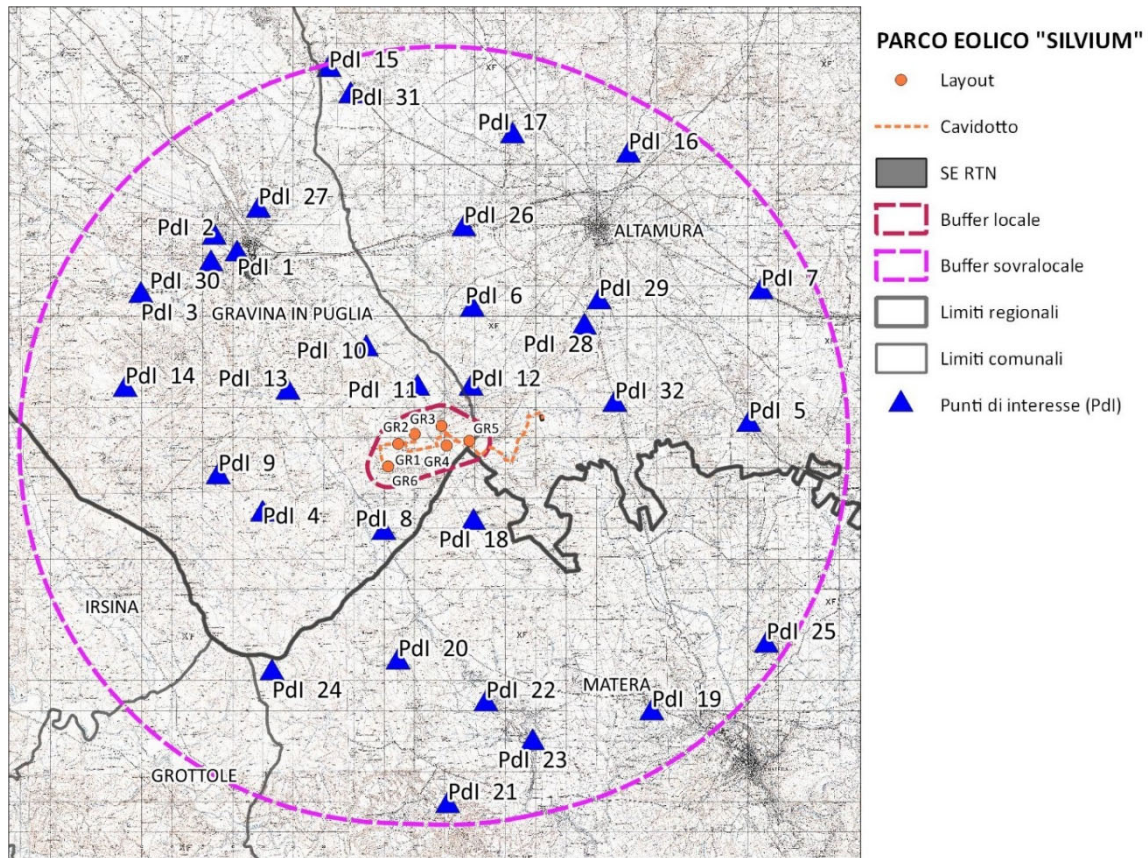 PdI 15
PdI 31
PdI 17
PdI 16
PdI 27
PdI 2
PdI 26
ALTAMURA
PdI 1
PdI 30
PdI 7
PdI 3
PdI 29
PdI 6
GRAVINA IN PUGLIA
PdI 28
PdI 10
PdI 14
PdI 13
PdI 11
PdI 12
PdI 32
PdI 5
GR3
GR2
GR5
GR1
GR4
GR6
PdI 9
PdI 4
PdI 8
PdI 18
IRSINA
PdI 25
PdI 20
PdI 24
PdI 22
MATERA
PdI 19
PdI 23
GROTTOLE
PdI 21
PARCO EOLICO "SILVIUM"
Layout
Cavidotto
SE RTN
Buffer locale
Buffer sovralocale
Limiti regionali
Limiti comunali
Punti di interesse (PdI)